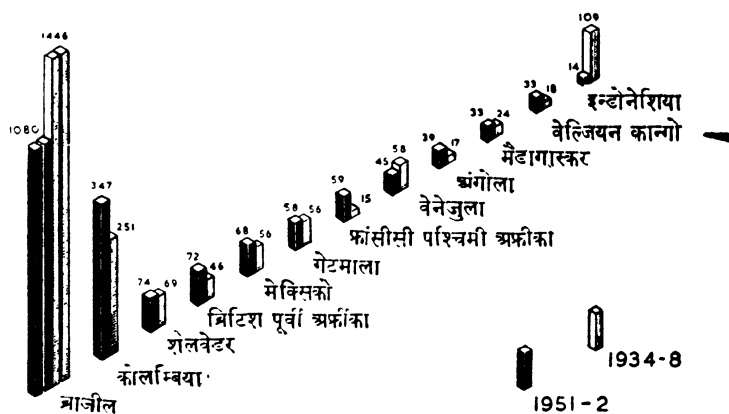 109
14
इन्डोनेशिया
33
18
वेल्जियन कान्गो
33
24
मैडागास्कर
39
17
अंगोला
58
45
वेनेजुला
59
15
फ्रांसीसी पश्चिमी अफ्रीका
58
56
गेटमाला
68
56
मेक्सिको
72
46
ब्रिटिश पूर्वी अफ्रीका
74
69
शेलवेडर
347
251
कोलम्बिया
1446
1080
ब्राजील
1934-8
1951-2